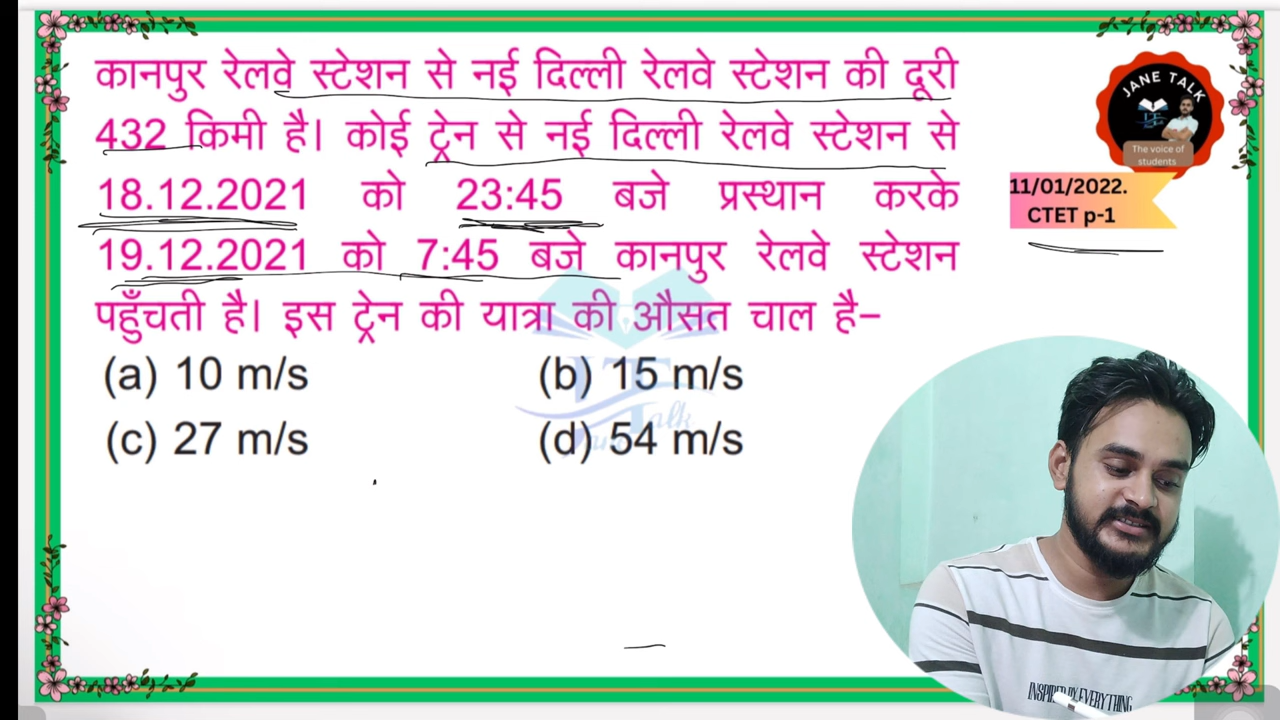 कानपुर रेलवे स्टेशन से नई दिल्ली रेलवे स्टेशन की दूरी
432 किमी है। कोई ट्रेन से नई दिल्ली रेलवे स्टेशन से
18.12.2021 को 23:45 बजे प्रस्थान करके
19.12.2021 को 7:45 बजे कानपुर रेलवे स्टेशन
पहुँचती है। इस ट्रेन की यात्रा की औसत चाल है–
(a) 10 m/s (b) 15 m/s
(c) 27 m/s (d) 54 m/s
JANE TALK
The voice of
students
11/01/2022.
CTET p-1
INSPIRED BY EVERYTHING